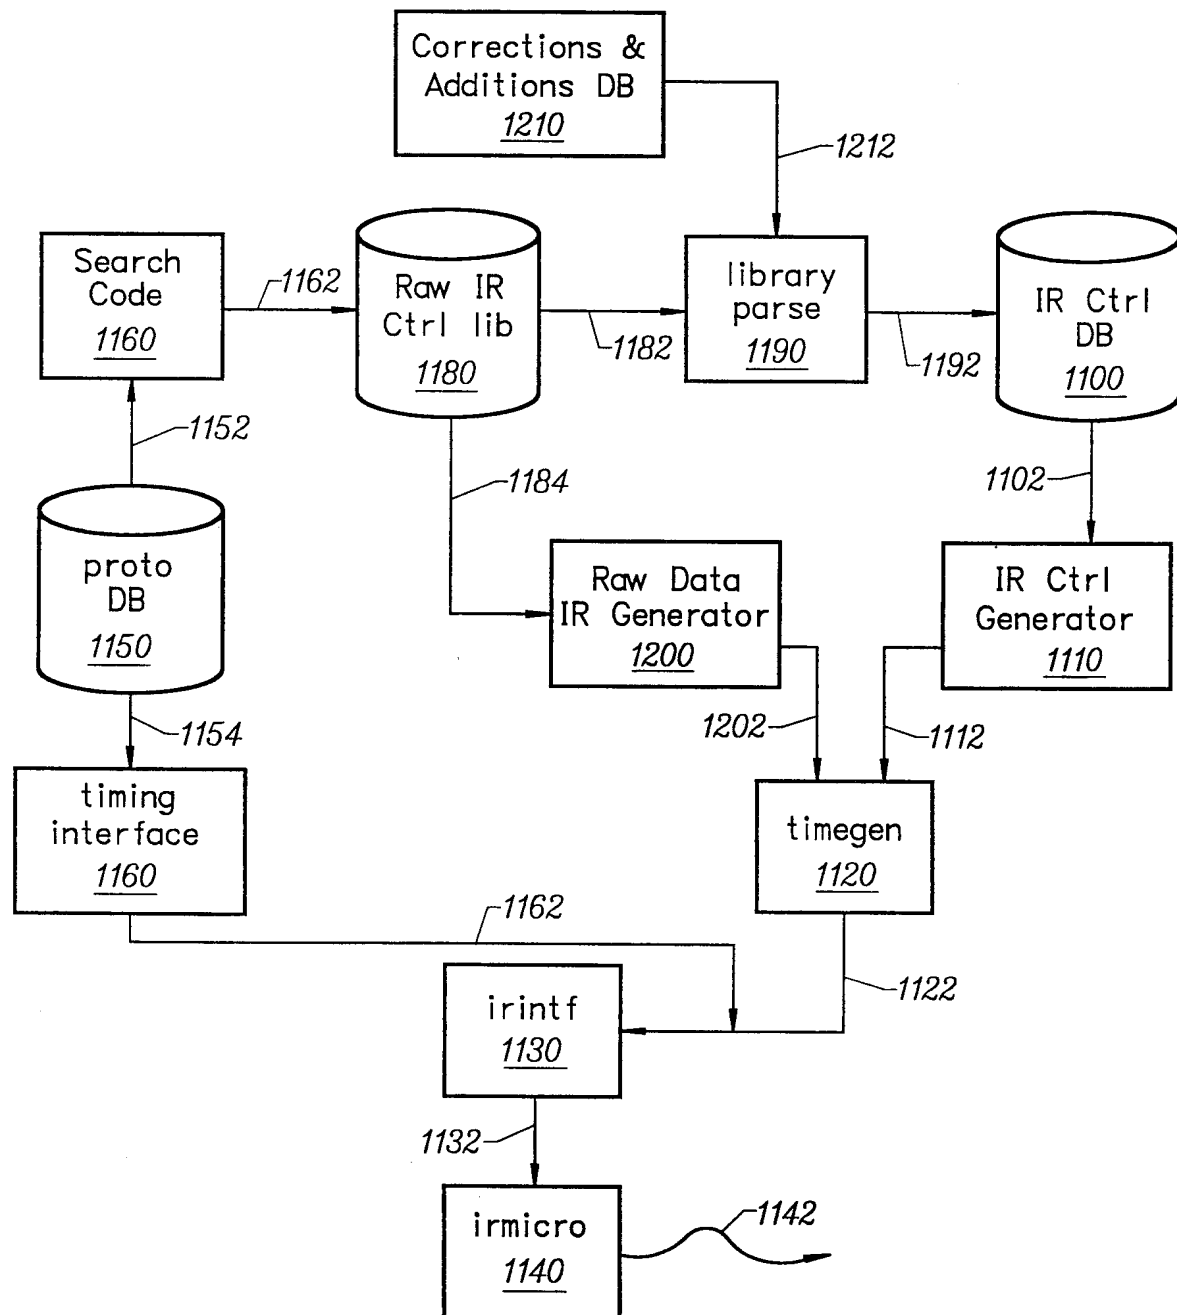 Corrections &
Additions DB
1210
1212
Search
Code
1160
1162
Raw IR
Ctrl lib
1180
1182
library
parse
1190
1192
IR Ctrl
DB
1100
1152
1184
1102
proto
DB
1150
Raw Data
IR Generator
1200
IR Ctrl
Generator
1110
1154
1202
1112
timing
interface
1160
timegen
1120
1162
1122
irintf
1130
1132
irmicro
1140
1142